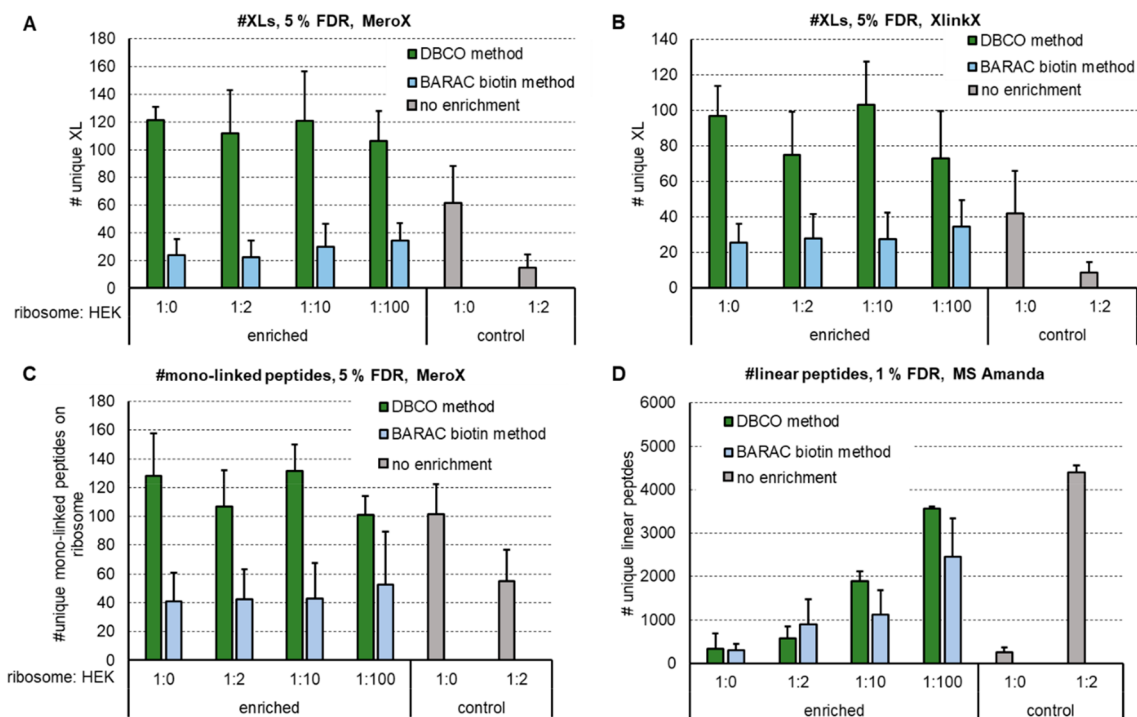 A
#XLs, 5 % FDR, MeroX
180
160
140
120
100
80
60
40
20
0
# unique XL
DBCO method
BARAC biotin method
no enrichment
ribosome: HEK
1:0 1:2 1:10 1:100 1:0 1:2
enriched control
B
#XLs, 5% FDR, XlinkX
140
120
100
80
60
40
20
0
# unique XL
DBCO method
BARAC biotin method
no enrichment
1:0 1:2 1:10 1:100 1:0 1:2
enriched control
C
#mono-linked peptides, 5 % FDR, MeroX
180
160
140
120
100
80
60
40
20
0
#unique mono-linked peptides on
ribosome
DBCO method
BARAC biotin method
no enrichment
ribosome: HEK
1:0 1:2 1:10 1:100 1:0 1:2
enriched control
D
#linear peptides, 1 % FDR, MS Amanda
6000
5000
4000
3000
2000
1000
0
# unique linear peptdes
DBCO method
BARAC biotin method
no enrichment
1:0 1:2 1:10 1:100 1:0 1:2
enriched control